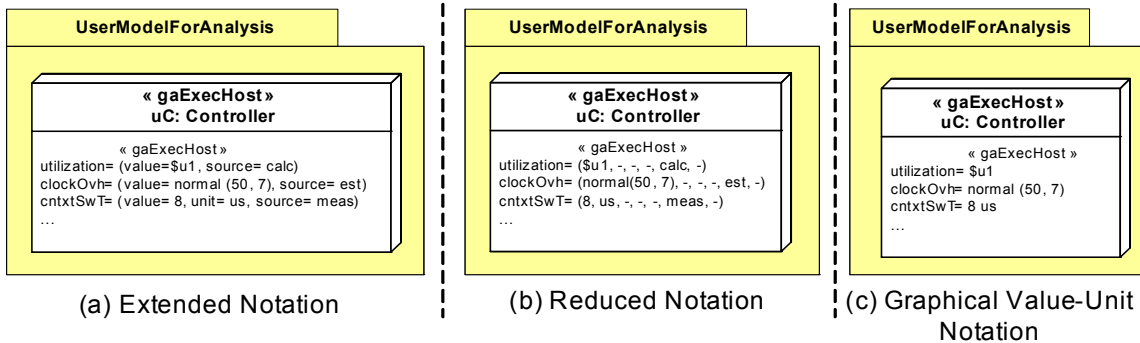 UserModelForAnalysis
« gaExecHost »
uC: Controller
« gaExecHost »
utilization= (value=$u1, source= calc)
clockOvh= (value= normal (50, 7), source= est)
cntxtSwT= (value= 8, unit= us, source= meas)
...
(a) Extended Notation
UserModelForAnalysis
« gaExecHost »
uC: Controller
« gaExecHost »
utilization= ($u1, -, -, -, calc, -)
clockOvh= (normal(50, 7), -, -, -, est, -)
cntxtSwT= (8, us, -, -, -, meas, -)
...
(b) Reduced Notation
UserModelForAnalysis
« gaExecHost »
uC: Controller
« gaExecHost »
utilization= $u1
clockOvh= normal (50, 7)
cntxtSwT= 8 us
...
(c) Graphical Value-Unit
Notation